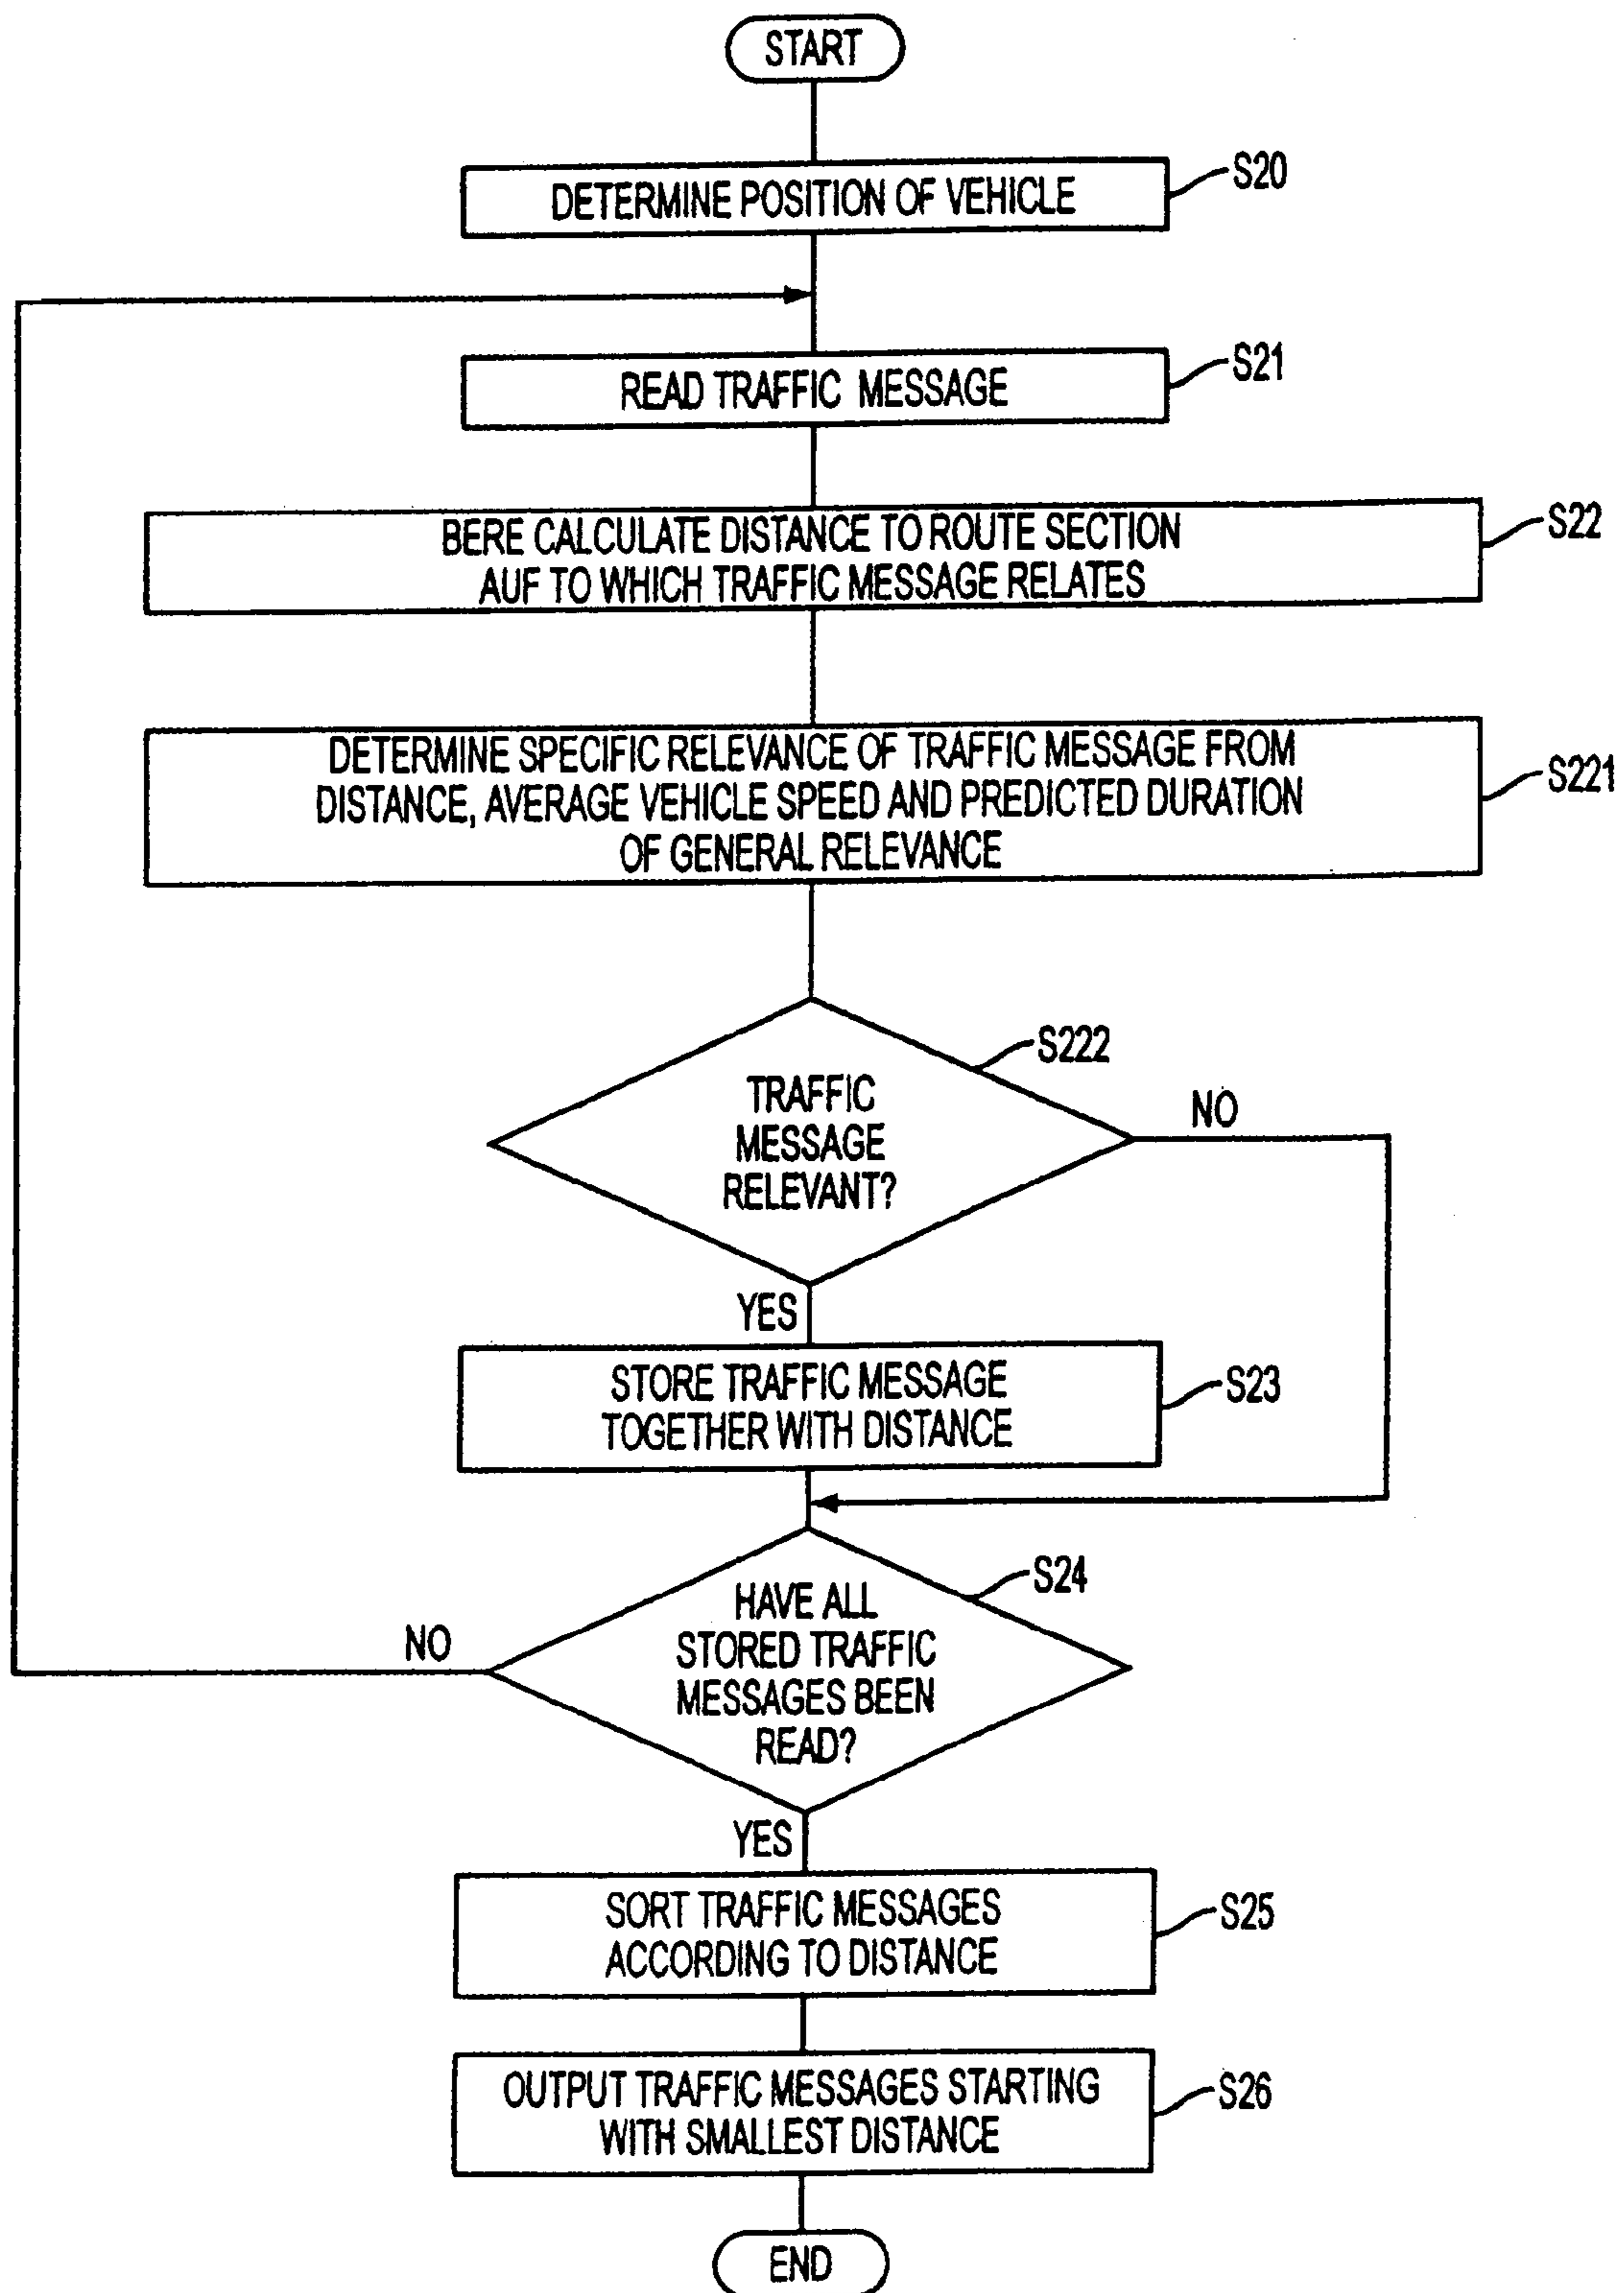 START
DETERMINE POSITION OF VEHICLE
S20
READ TRAFFIC MESSAGE
S21
BERE CALCULATE DISTANCE TO ROUTE SECTION
AUF TO WHICH TRAFFIC MESSAGE RELATES
S22
DETERMINE SPECIFIC RELEVANCE OF TRAFFIC MESSAGE FROM
DISTANCE, AVERAGE VEHICLE SPEED AND PREDICTED DURATION
OF GENERAL RELEVANCE
S221
TRAFFIC
MESSAGE
RELEVANT?
S222
NO
YES
STORE TRAFFIC MESSAGE
TOGETHER WITH DISTANCE
S23
HAVE ALL
STORED TRAFFIC
MESSAGES BEEN
READ?
S24
NO
YES
SORT TRAFFIC MESSAGES
ACCORDING TO DISTANCE
S25
OUTPUT TRAFFIC MESSAGES STARTING
WITH SMALLEST DISTANCE
S26
END